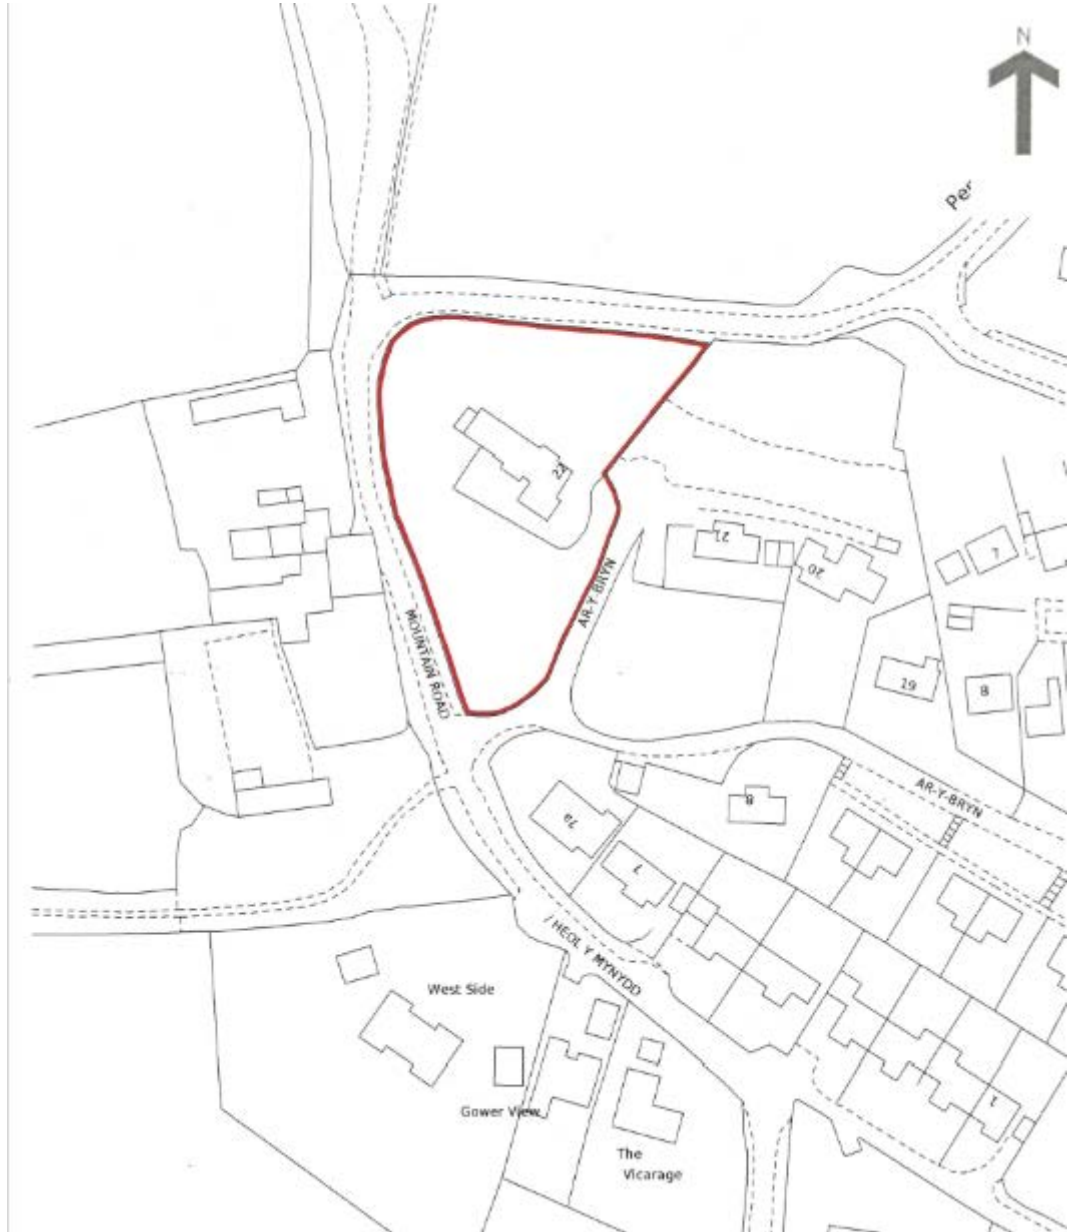 N
Per
24
21
20
7
AR-Y-BRYN
MOUNTAIN ROAD
19
8
AR-Y-BRYN
8
7a
7
HEOL Y MYNYDD
West Side
1
Gower View
The
Vicarage